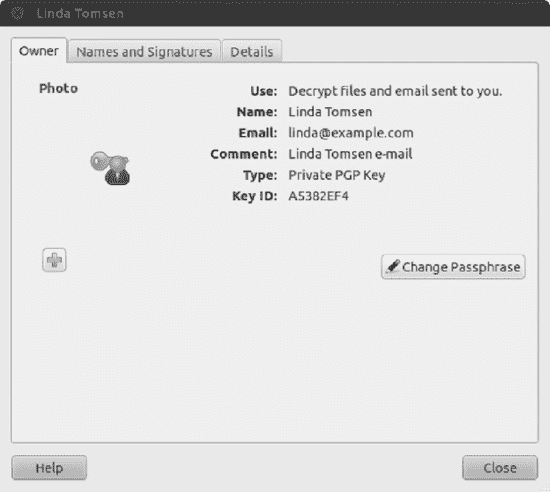 Linda Tomsen
Owner Names and Signatures Details
Photo
Use: Decrypt files and email sent to you.
Name: Linda Tomsen
Email: linda@example.com
Comment: Linda Tomsen e-mail
Type: Private PGP Key
Key ID: A5382EF4
Change Passphrase
Help Close